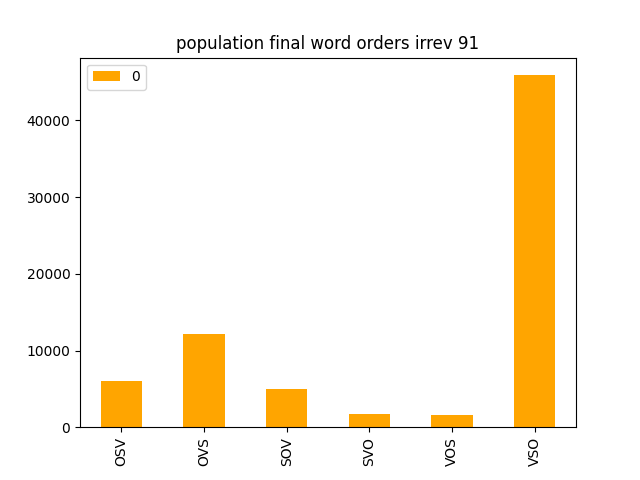 population final word orders irrev 91
0
40000
30000
20000
10000
0
OSV
OVS
SOV
SVO
VOS
VSO